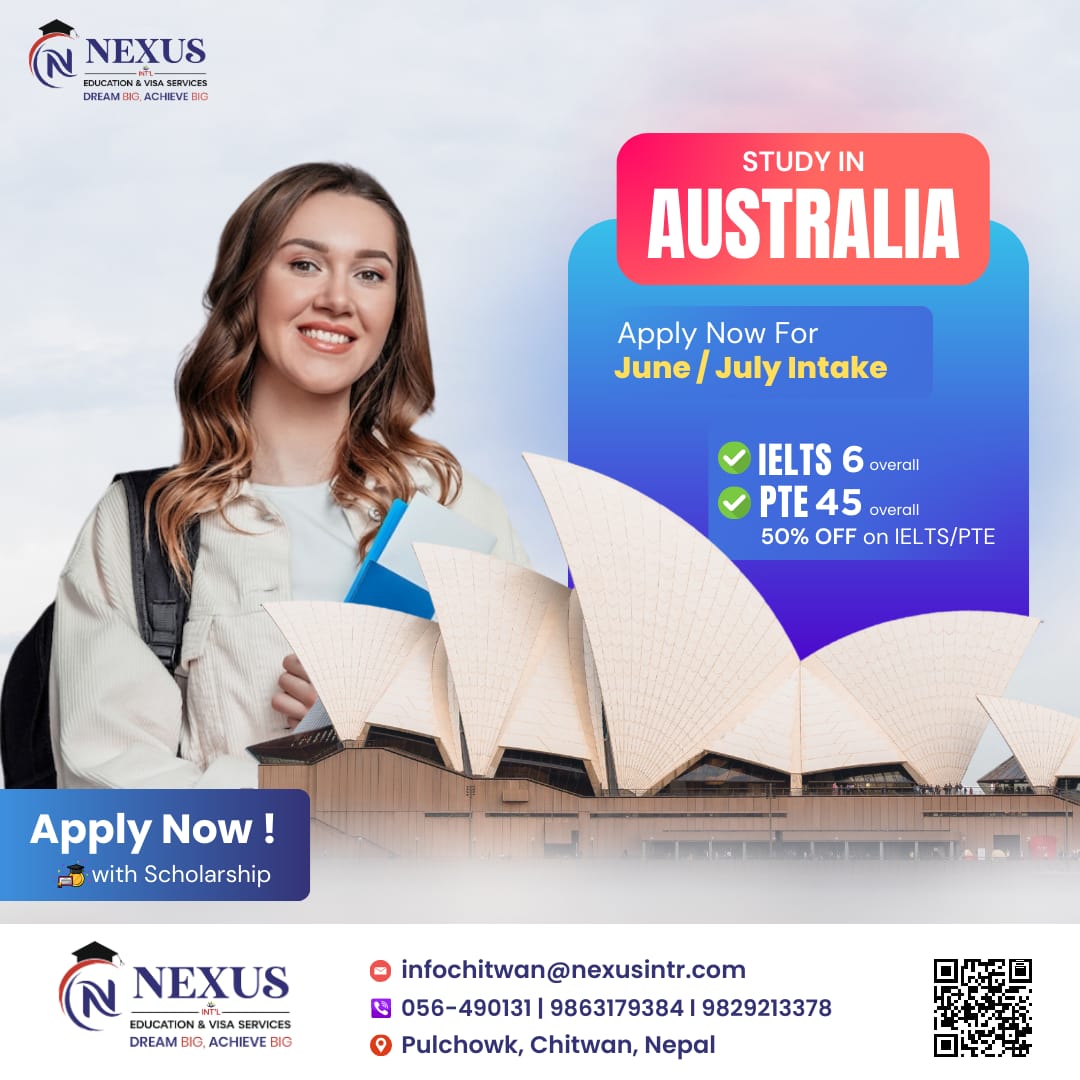 NEXUS
INT'L
EDUCATION & VISA SERVICES
DREAM BIG, ACHIEVE BIG
STUDY IN
AUSTRALIA
Apply Now For
June / July Intake
IELTS 6 overall
PTE 45 overall
50% OFF on IELTS/PTE
Apply Now !
with Scholarship
NEXUS
INT'L
EDUCATION & VISA SERVICES
DREAM BIG, ACHIEVE BIG
infochitwan@nexusintr.com
056-490131 | 9863179384 I 9829213378
Pulchowk, Chitwan, Nepal